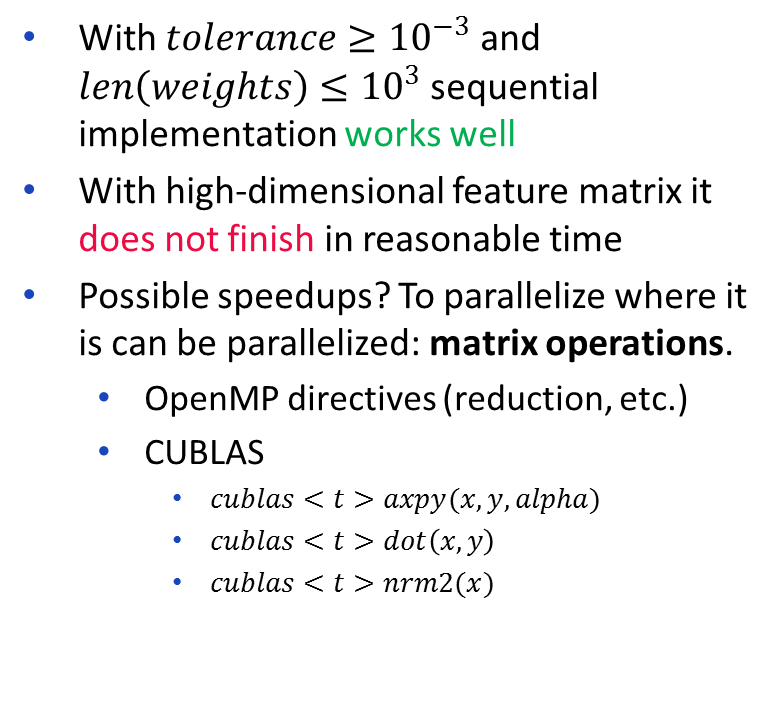 • With tolerance ≥ 10⁻³ and
len(weights) ≤ 10³ sequential
implementation works well
• With high-dimensional feature matrix it
does not finish in reasonable time
• Possible speedups? To parallelize where it
is can be parallelized: matrix operations.
• OpenMP directives (reduction, etc.)
• CUBLAS
• cublas < t > axpy(x, y, alpha)
• cublas < t > dot(x, y)
• cublas < t > nrm2(x)